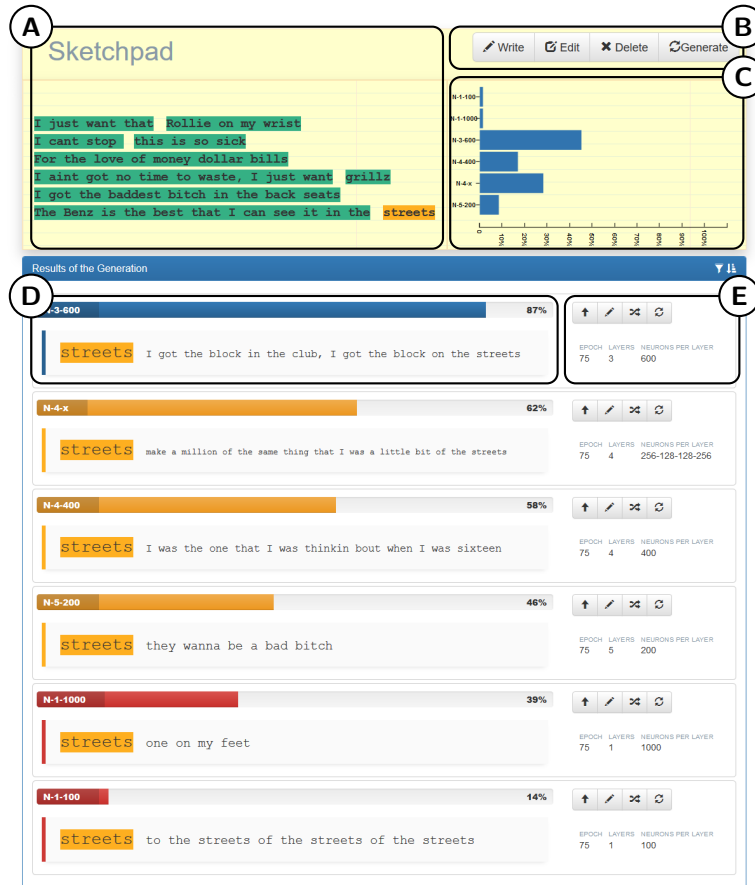 A
B
Sketchpad
Write Edit Delete Generate
C
I just want that Rollie on my wrist
I cant stop this is so sick
For the love of money dollar bills
I aint got no time to waste, I just want grillz
I got the baddest bitch in the back seats
The Benz is the best that I can see it in the streets
N-1-100
N-1-1000
N-3-600
N-4-400
N-4-x
N-5-200
0 10% 20% 30% 40% 50% 60% 70% 80% 90% 100%
Results of the Generation
D
E
N-3-600 87%
streets I got the block in the club, I got the block on the streets
EPOCH LAYERS NEURONS PER LAYER
75 3 600
N-4-x 62%
streets make a million of the same thing that I was a little bit of the streets
EPOCH LAYERS NEURONS PER LAYER
75 4 256-128-128-256
N-4-400 58%
streets I was the one that I was thinkin bout when I was sixteen
EPOCH LAYERS NEURONS PER LAYER
75 4 400
N-5-200 46%
streets they wanna be a bad bitch
EPOCH LAYERS NEURONS PER LAYER
75 5 200
N-1-1000 39%
streets one on my feet
EPOCH LAYERS NEURONS PER LAYER
75 1 1000
N-1-100 14%
streets to the streets of the streets of the streets
EPOCH LAYERS NEURONS PER LAYER
75 1 100